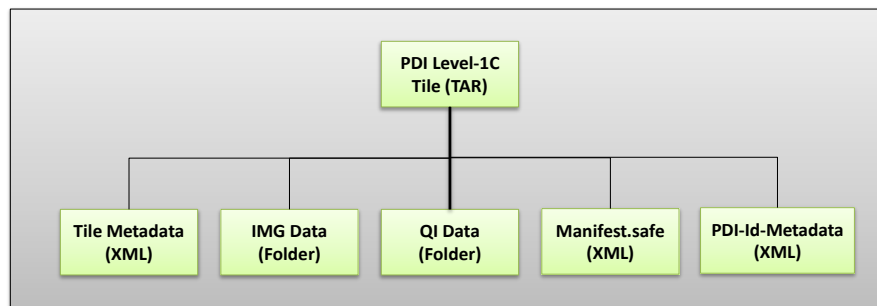 PDI Level-1C
Tile (TAR)
Tile Metadata
(XML)
IMG Data
(Folder)
QI Data
(Folder)
Manifest.safe
(XML)
PDI-Id-Metadata
(XML)